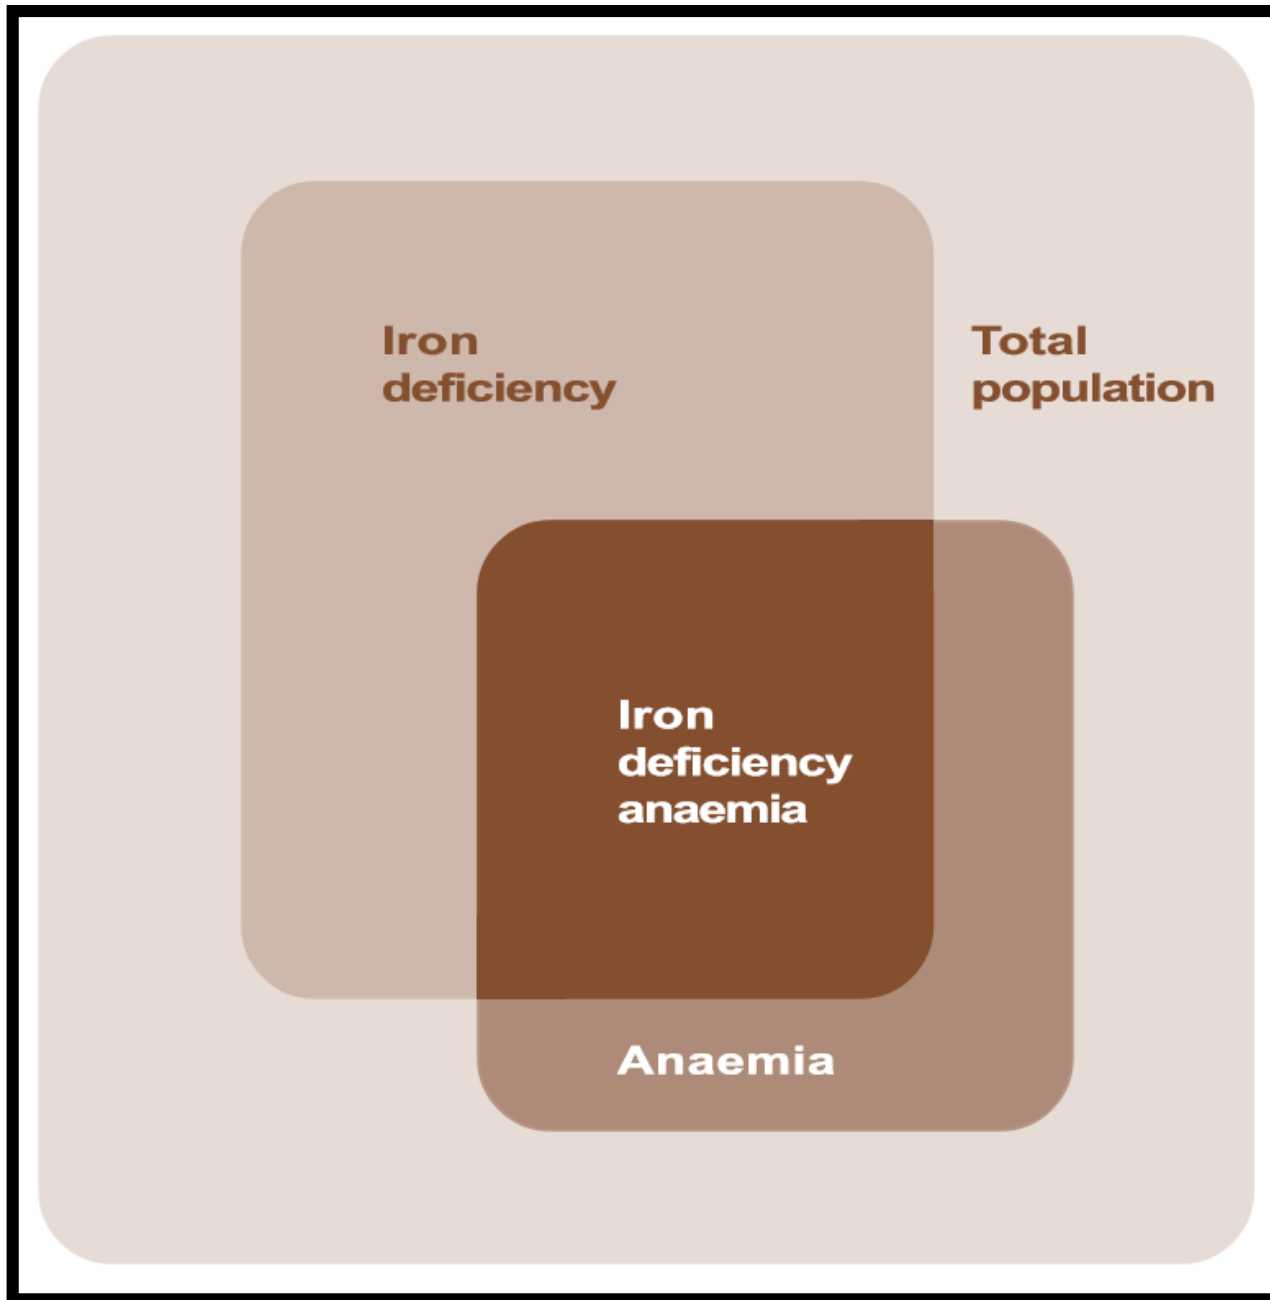 Iron
deficiency
Total
population
Iron
deficiency
anaemia
Anaemia